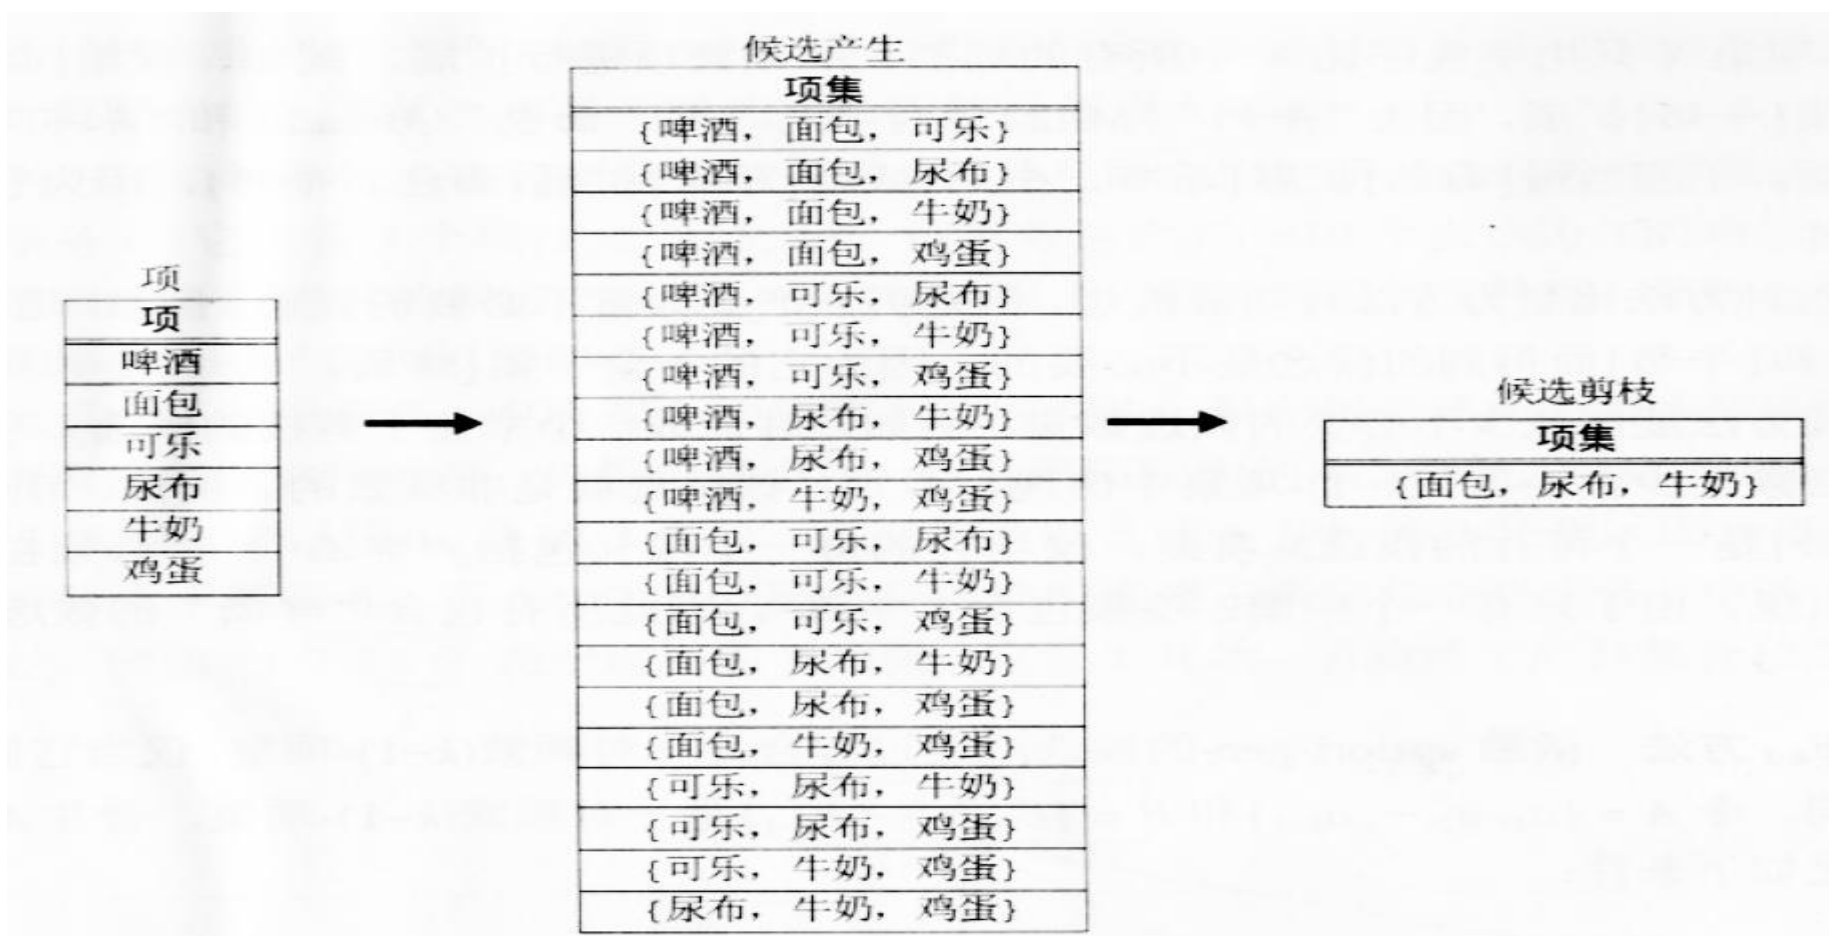 候选产生
项集
{啤酒，面包，可乐}
{啤酒，面包，尿布}
{啤酒，面包，牛奶}
{啤酒，面包，鸡蛋}
{啤酒，可乐，尿布}
{啤酒，可乐，牛奶}
{啤酒，可乐，鸡蛋}
{啤酒，尿布，牛奶}
{啤酒，尿布，鸡蛋}
{啤酒，牛奶，鸡蛋}
{面包，可乐，尿布}
{面包，可乐，牛奶}
{面包，可乐，鸡蛋}
{面包，尿布，牛奶}
{面包，尿布，鸡蛋}
{面包，牛奶，鸡蛋}
{可乐，尿布，牛奶}
{可乐，尿布，鸡蛋}
{可乐，牛奶，鸡蛋}
{尿布，牛奶，鸡蛋}
项
项
啤酒
面包
可乐
尿布
牛奶
鸡蛋
候选剪枝
项集
{面包，尿布，牛奶}